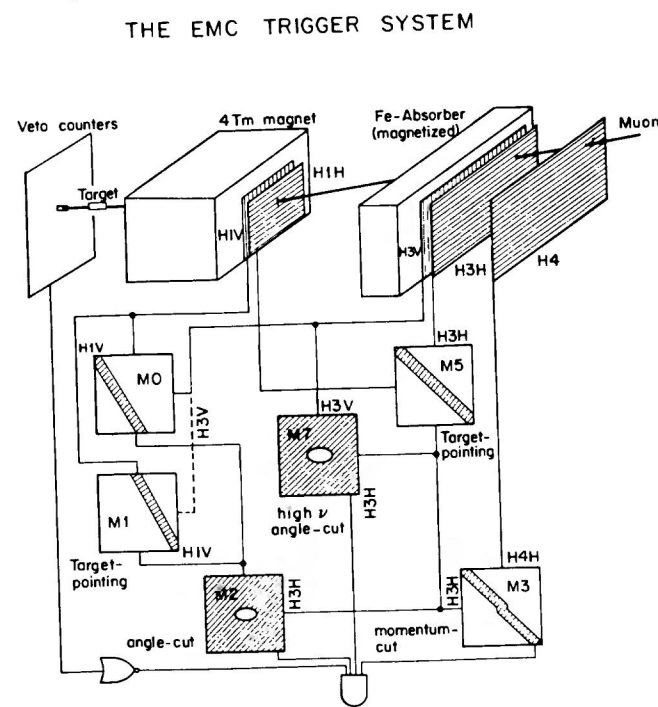 THE EMC TRIGGER SYSTEM
Veto counters
4Tm magnet
Fe-Absorber
(magnetized)
Muon
Target
H1H
H1V
H3V
H3H
H4
H1V
M0
H3V
H3H
M5
Target-
pointing
H3V
M7
H3H
high ν
angle-cut
M1
H1V
Target-
pointing
M2
H3H
angle-cut
H4H
H3H
M3
momentum-
cut